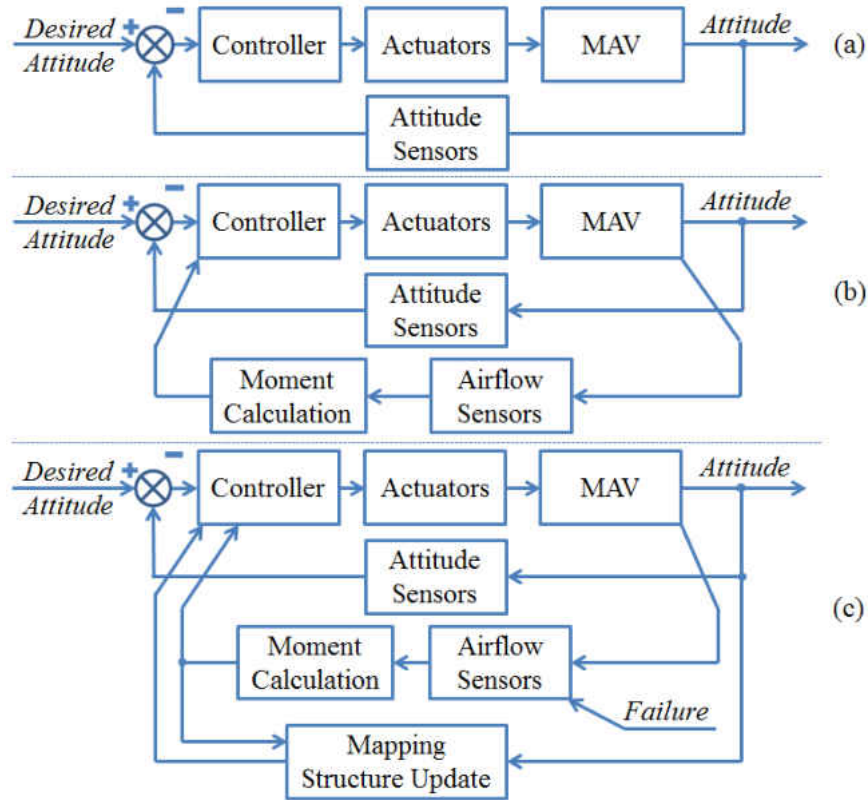 Desired
Attitude
+
−
Controller
Actuators
MAV
Attitude
(a)
Attitude
Sensors
Desired
Attitude
+
−
Controller
Actuators
MAV
Attitude
(b)
Attitude
Sensors
Moment
Calculation
Airflow
Sensors
Desired
Attitude
+
−
Controller
Actuators
MAV
Attitude
(c)
Attitude
Sensors
Moment
Calculation
Airflow
Sensors
Failure
Mapping
Structure Update